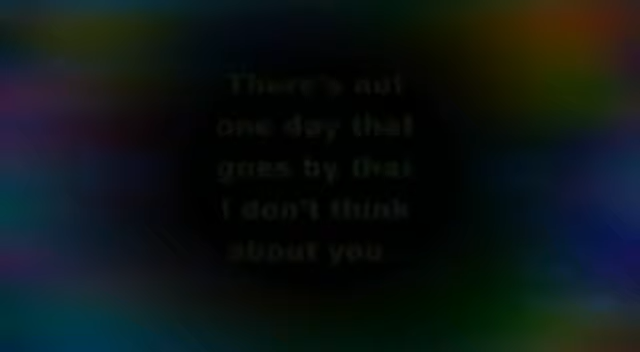 There's not
one day that
goes by that
I don't think
about you